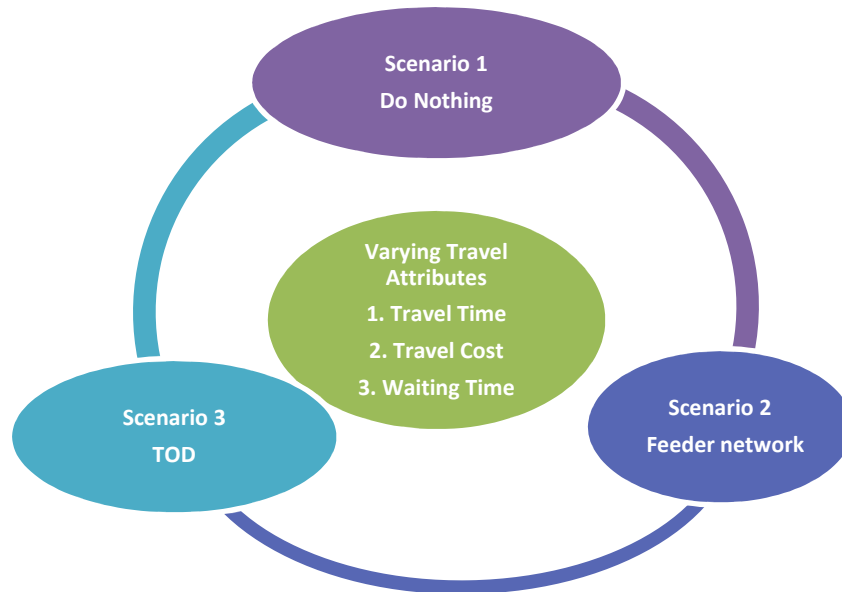 Scenario 1
Do Nothing
Varying Travel
Attributes
1. Travel Time
2. Travel Cost
3. Waiting Time
Scenario 3
TOD
Scenario 2
Feeder network